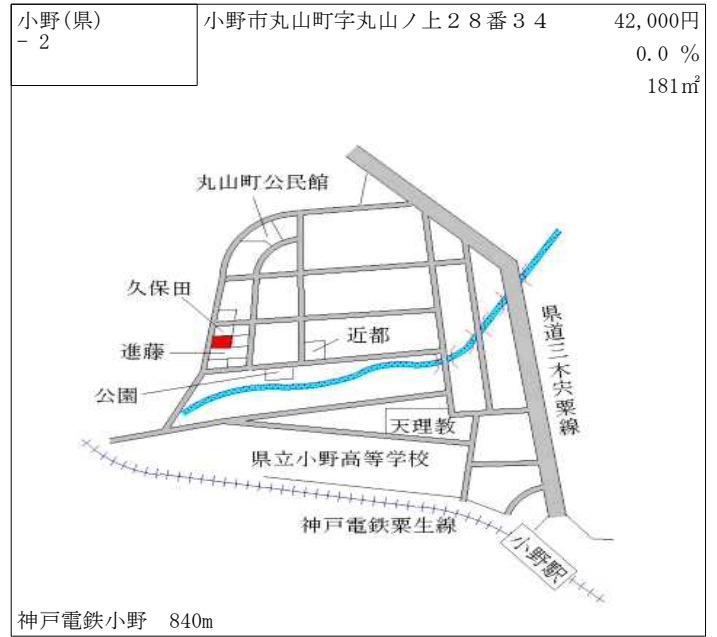 小野(県)
- 2
小野市丸山町字丸山ノ上２８番３４
42,000円
0.0 %
181㎡
丸山町公民館
久保田
進藤
近都
公園
県道三木宍粟線
天理教
県立小野高等学校
神戸電鉄粟生線
小野駅
神戸電鉄小野 840m